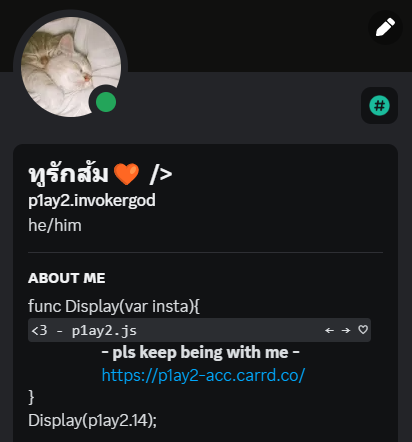 ทูรักส้ม 🧡 />
p1ay2.invokergod
he/him
ABOUT ME
func Display(var insta){
<3 - p1ay2.js ← → ♡
- pls keep being with me -
https://p1ay2-acc.carrd.co/
}
Display(p1ay2.14);